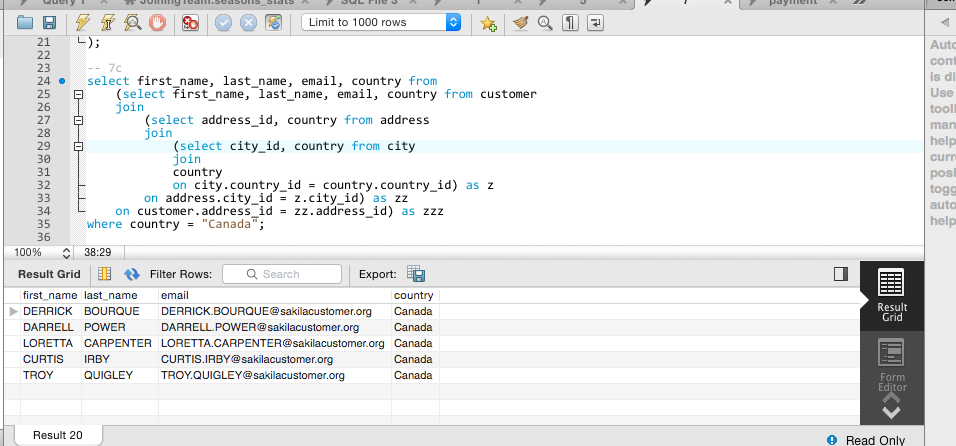 Query 1 JoiningTeam.seasons_stats SQL File 3 1 5 7 payment
Limit to 1000 rows
21 );
22
23 -- 7c
24 select first_name, last_name, email, country from
25 (select first_name, last_name, email, country from customer
26 join
27 (select address_id, country from address
28 join
29 (select city_id, country from city
30 join
31 country
32 on city.country_id = country.country_id) as z
33 on address.city_id = z.city_id) as zz
34 on customer.address_id = zz.address_id) as zzz
35 where country = "Canada";
36
100% 38:29
Result Grid Filter Rows: Search Export:
first_name last_name email country
DERRICK BOURQUE DERRICK.BOURQUE@sakilacustomer.org Canada
DARRELL POWER DARRELL.POWER@sakilacustomer.org Canada
LORETTA CARPENTER LORETTA.CARPENTER@sakilacustomer.org Canada
CURTIS IRBY CURTIS.IRBY@sakilacustomer.org Canada
TROY QUIGLEY TROY.QUIGLEY@sakilacustomer.org Canada
Result
Grid
Form
Editor
Result 20
Read Only
Auto
cont
is di
Use
tooll
man
help
curr
posi
togg
auto
help